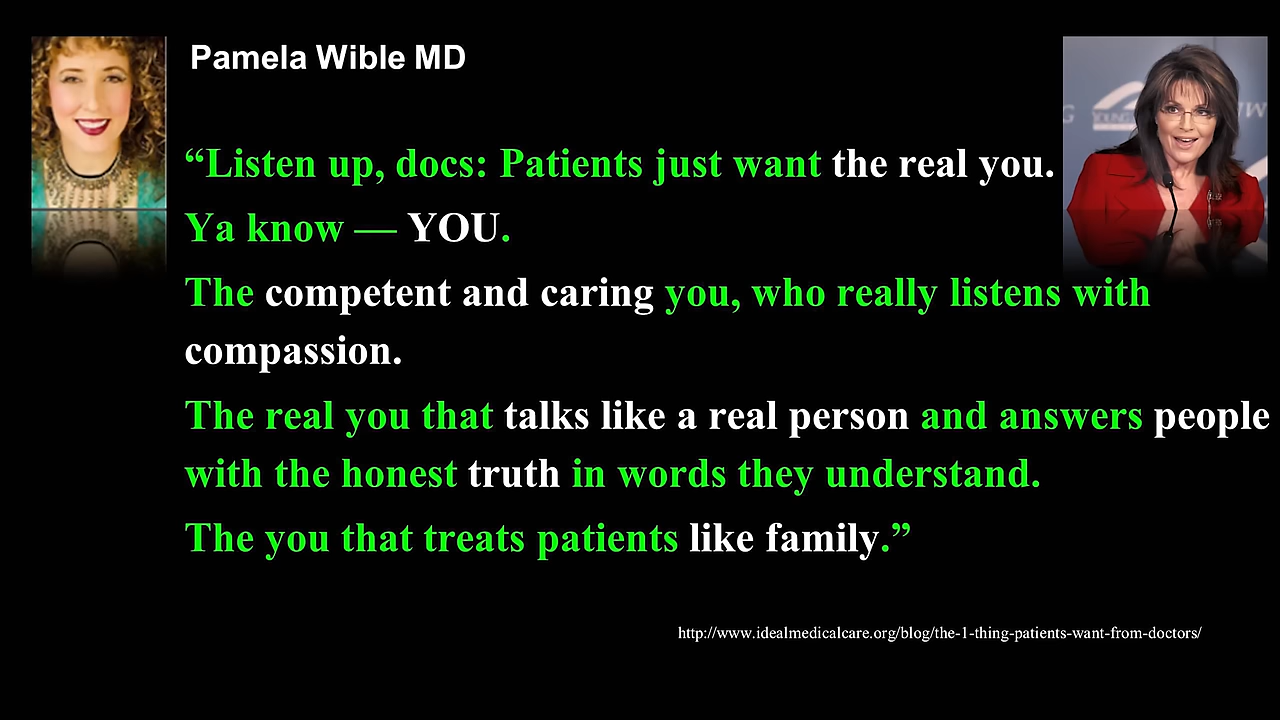 Pamela Wible MD
“Listen up, docs: Patients just want the real you.
Ya know — YOU.
The competent and caring you, who really listens with
compassion.
The real you that talks like a real person and answers people
with the honest truth in words they understand.
The you that treats patients like family.”
http://www.idealmedicalcare.org/blog/the-1-thing-patients-want-from-doctors/